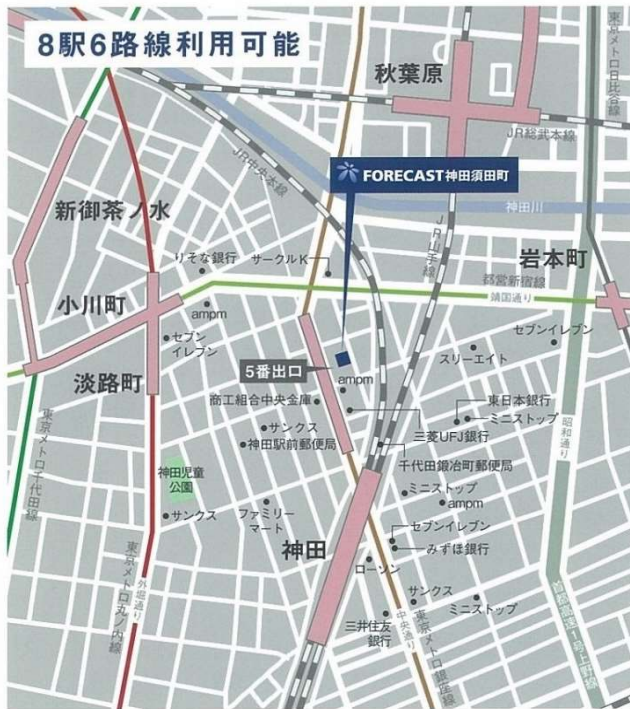 8駅6路線利用可能
秋葉原
東京メトロ日比谷線
JR総武本線
JR中央本線
FORECAST神田須田町
神田川
新御茶ノ水
JR山手線
岩本町
りそな銀行
サークルK
都営新宿線
靖国通り
小川町
ampm
セブン
イレブン
セブンイレブン
スリーエイト
淡路町
5番出口
ampm
商工組合中央金庫
東日本銀行
ミニストップ
サンクス
三菱UFJ銀行
神田駅前郵便局
昭和通り
東京メトロ千代田線
神田児童
公園
千代田鍛冶町郵便局
ミニストップ
ampm
サンクス
ファミリー
マート
セブンイレブン
神田
みずほ銀行
ローソン
東京メトロ丸ノ内線
外堀通り
サンクス
ミニストップ
首都高速1号上野線
三井住友
銀行
中央通り
東京メトロ銀座線